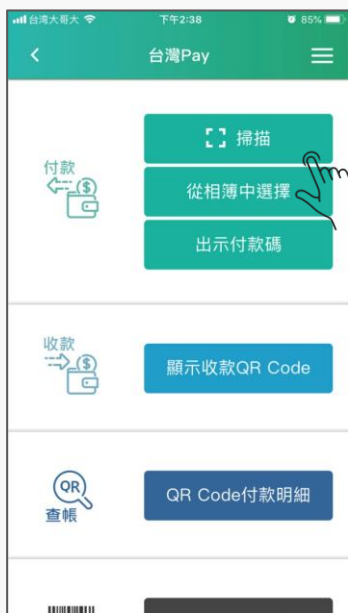 台灣大哥大 下午2:38 85%
台灣Pay
掃描
付款
從相簿中選擇
出示付款碼
收款
顯示收款QR Code
QR
查帳
QR Code付款明細